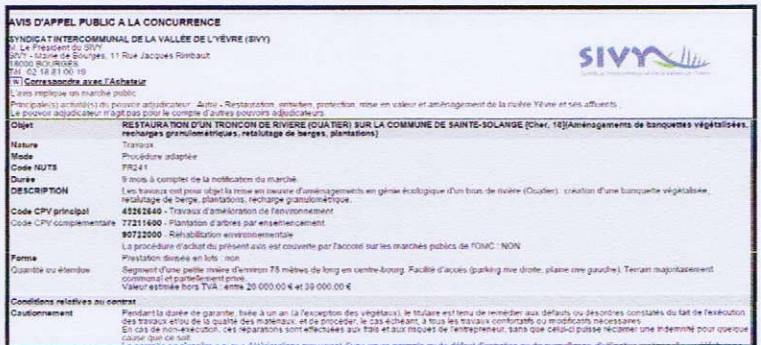 AVIS D'APPEL PUBLIC A LA CONCURRENCE
SYNDICAT INTERCOMMUNAL DE LA VALLÉE DE L'YÈVRE (SIVY)
M. Le Président du SIVY
SIVY - Mairie de Bourges, 11 Rue Jacques Rimbault
18000 BOURGES
Tél : 02 18 81 00 19
[W] Correspondre avec l'Acheteur
SIVY
L'avis implique un marché public.
Principale(s) activité(s) du pouvoir adjudicateur : Autre - Restauration, entretien, protection, mise en valeur et aménagement de la rivière Yèvre et ses affluents.
Le pouvoir adjudicateur n'agit pas pour le compte d'autres pouvoirs adjudicateurs.
Objet RESTAURATION D'UN TRONCON DE RIVIERE (OUATIER) SUR LA COMMUNE DE SAINTE-SOLANGE [Cher, 18](Aménagements de banquettes végétalisées, recharges granulométriques, retalutage de berges, plantations)
Nature Travaux
Mode Procédure adaptée
Code NUTS FR241
Durée 9 mois à compter de la notification du marché.
DESCRIPTION Les travaux ont pour objet la mise en oeuvre d'aménagements en génie écologique d'un bras de rivière (Ouatier) : création d'une banquette végétalisée, retalutage de berge, plantations, recharge granulométrique.
Code CPV principal 45262640 - Travaux d'amélioration de l'environnement
Code CPV complémentaire 77211600 - Plantation d'arbres par ensemencement
90722000 - Réhabilitation environnementale
La procédure d'achat du présent avis est couverte par l'accord sur les marchés publics de l'OMC : NON
Forme Prestation divisée en lots : non
Quantité ou étendue Segment d'une petite rivière d'environ 75 mètres de long en centre-bourg. Facilité d'accès (parking rive droite, plaine rive gauche). Terrain majoritairement communal et partiellement privé.
Valeur estimée hors TVA : entre 20 000,00 € et 39 000,00 €
Conditions relatives au contrat
Cautionnement Pendant la durée de garantie, fixée à un an (à l'exception des végétaux), le titulaire est tenu de remédier aux défauts ou désordres constatés du fait de l'exécution des travaux et/ou de la qualité des matériaux, et de procéder, le cas échéant, à tous les travaux confortatifs ou modificatifs nécessaires.
En cas de non-exécution, ces réparations sont effectuées aux frais et aux risques de l'entrepreneur, sans que celui-ci puisse réclamer une indemnité pour quelque cause que ce soit.